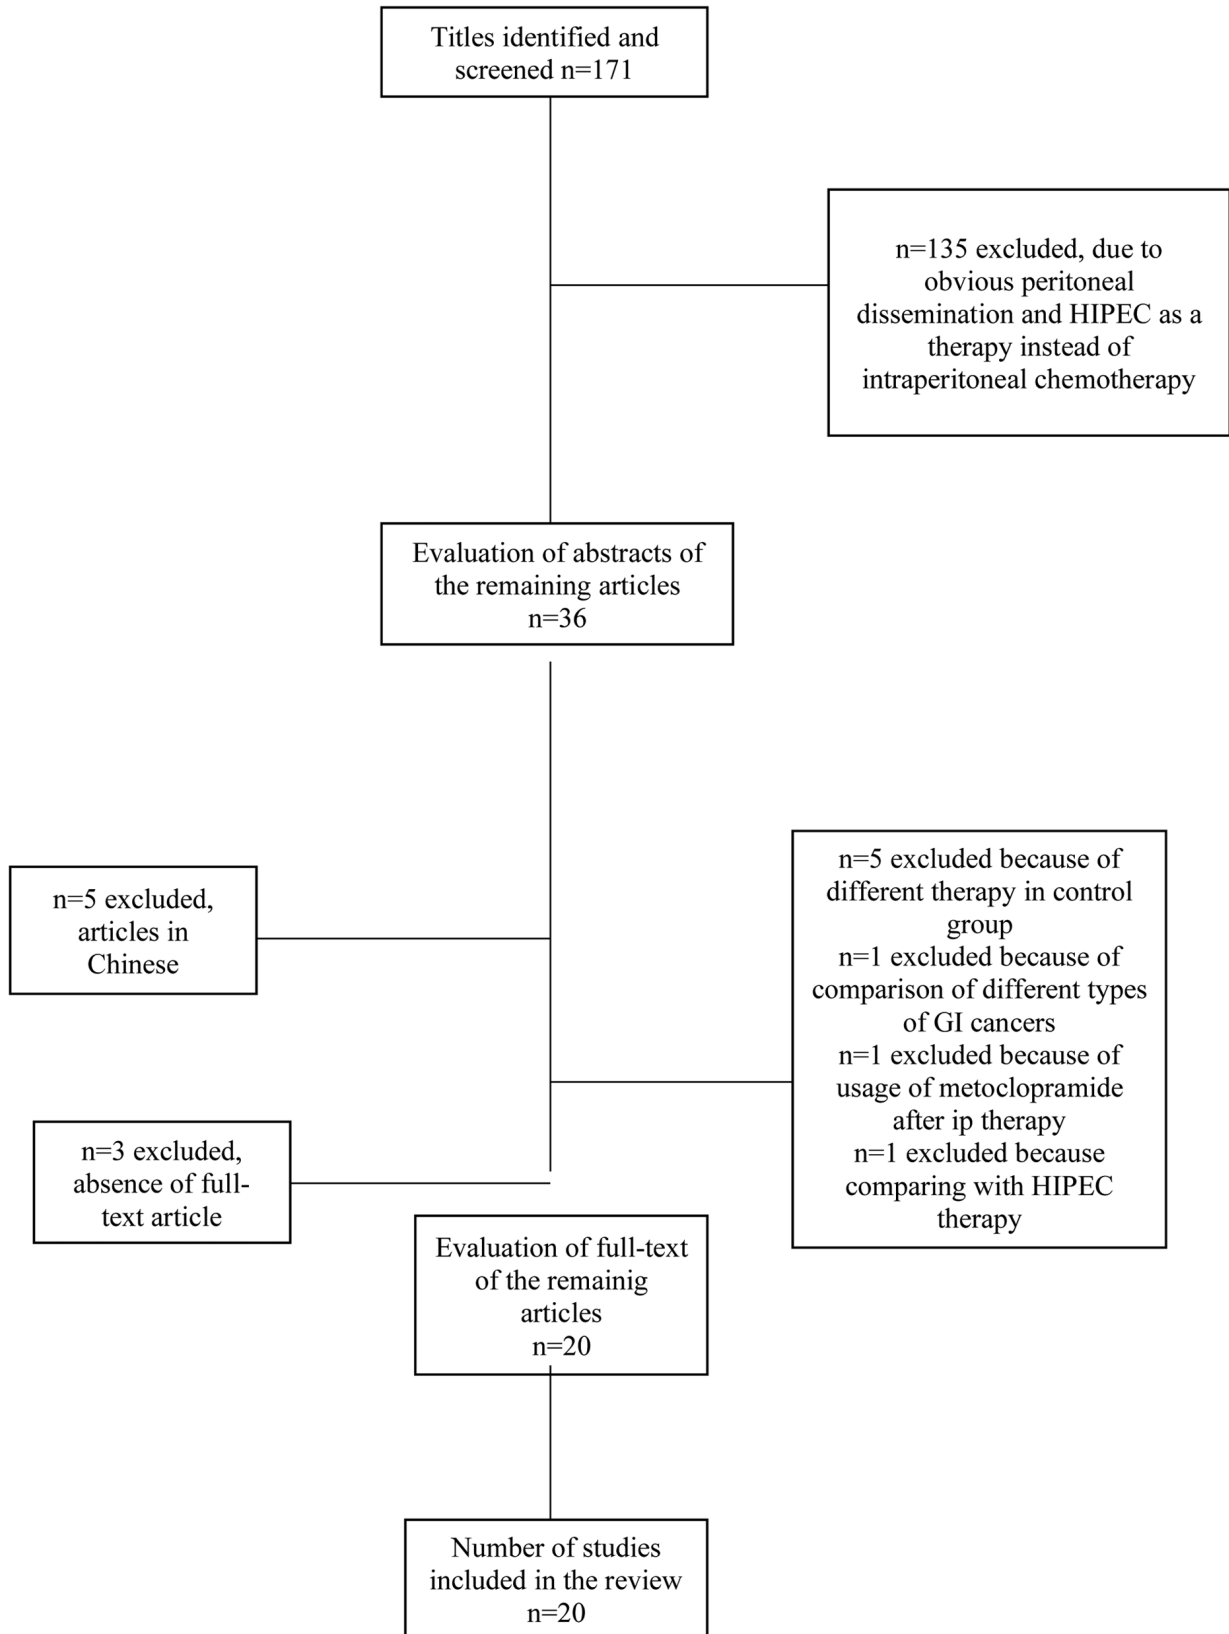 Titles identified and
screened n=171
n=135 excluded, due to
obvious peritoneal
dissemination and HIPEC as a
therapy instead of
intraperitoneal chemotherapy
Evaluation of abstracts of
the remaining articles
n=36
n=5 excluded,
articles in
Chinese
n=5 excluded because of
different therapy in control
group
n=1 excluded because of
comparison of different types
of GI cancers
n=1 excluded because of
usage of metoclopramide
after ip therapy
n=1 excluded because
comparing with HIPEC
therapy
n=3 excluded,
absence of full-
text article
Evaluation of full-text
of the remainig
articles
n=20
Number of studies
included in the review
n=20